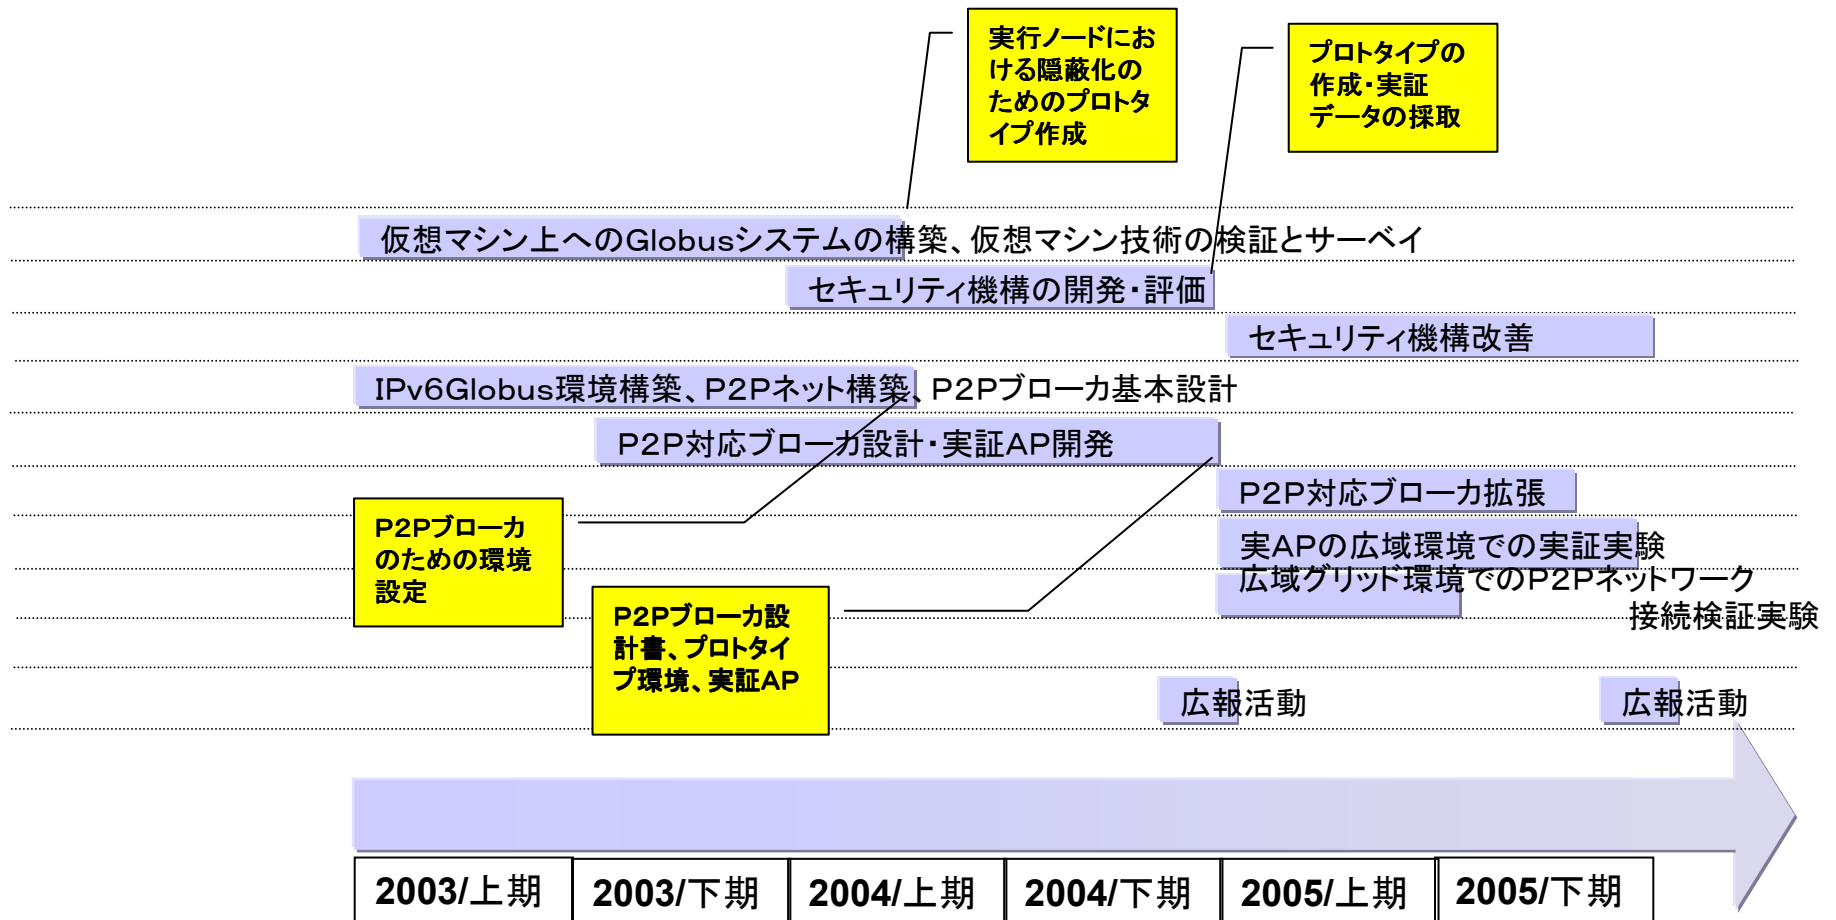 実行ノードにお
ける隠蔽化の
ためのプロトタ
イプ作成
プロトタイプの
作成・実証
データの採取
仮想マシン上へのGlobusシステムの構築、仮想マシン技術の検証とサーベイ
セキュリティ機構の開発・評価
セキュリティ機構改善
IPv6Globus環境構築、P2Pネット構築、P2Pブローカ基本設計
P2P対応ブローカ設計・実証AP開発
P2P対応ブローカ拡張
P2Pブローカ
のための環境
設定
実APの広域環境での実証実験
広域グリッド環境でのP2Pネットワーク
接続検証実験
P2Pブローカ設
計書、プロトタイ
プ環境、実証AP
広報活動
広報活動
2003/上期
2003/下期
2004/上期
2004/下期
2005/上期
2005/下期